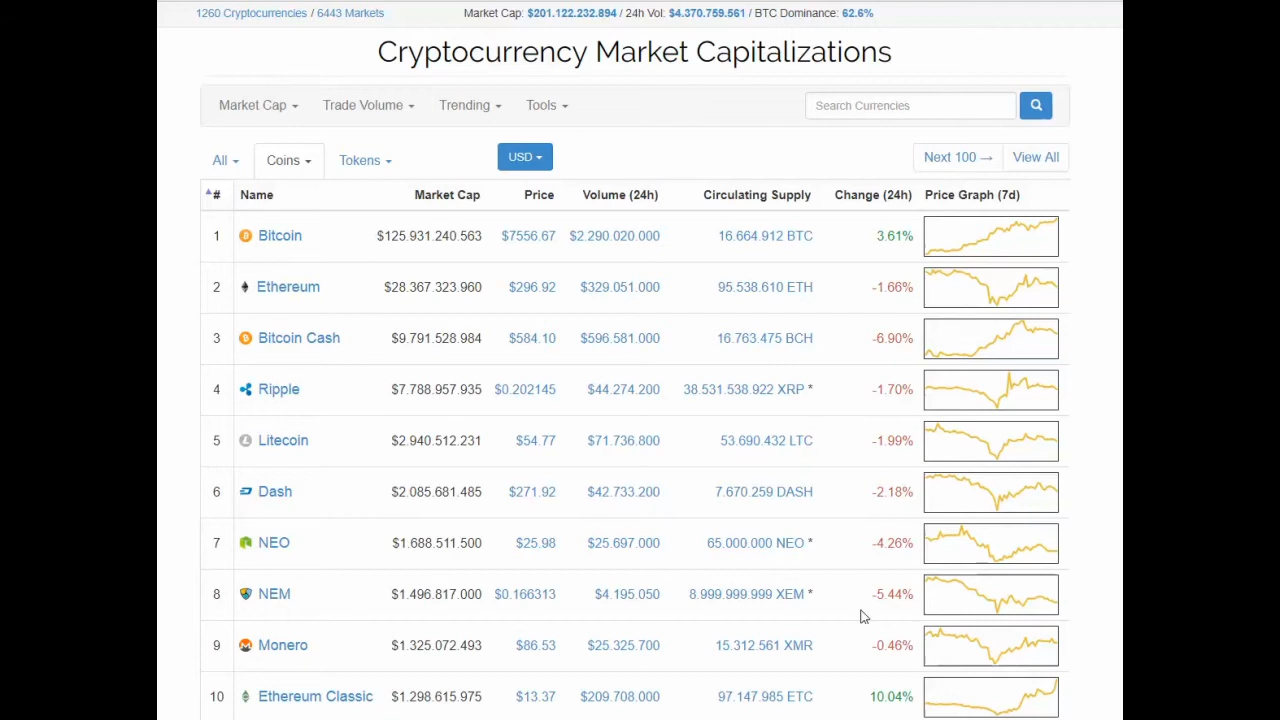 1260 Cryptocurrencies / 6443 Markets Market Cap: $201.122.232.894 / 24h Vol: $4.370.759.561 / BTC Dominance: 62.6%
Cryptocurrency Market Capitalizations
Market Cap Trade Volume Trending Tools Search Currencies
All Coins Tokens USD Next 100 → View All
# Name Market Cap Price Volume (24h) Circulating Supply Change (24h) Price Graph (7d)
1 Bitcoin $125.931.240.563 $7556.67 $2.290.020.000 16.664.912 BTC 3.61%
2 Ethereum $28.367.323.960 $296.92 $329.051.000 95.538.610 ETH -1.66%
3 Bitcoin Cash $9.791.528.984 $584.10 $596.581.000 16.763.475 BCH -6.90%
4 Ripple $7.788.957.935 $0.202145 $44.274.200 38.531.538.922 XRP * -1.70%
5 Litecoin $2.940.512.231 $54.77 $71.736.800 53.690.432 LTC -1.99%
6 Dash $2.085.681.485 $271.92 $42.733.200 7.670.259 DASH -2.18%
7 NEO $1.688.511.500 $25.98 $25.697.000 65.000.000 NEO * -4.26%
8 NEM $1.496.817.000 $0.166313 $4.195.050 8.999.999.999 XEM * -5.44%
9 Monero $1.325.072.493 $86.53 $25.325.700 15.312.561 XMR -0.46%
10 Ethereum Classic $1.298.615.975 $13.37 $209.708.000 97.147.985 ETC 10.04%